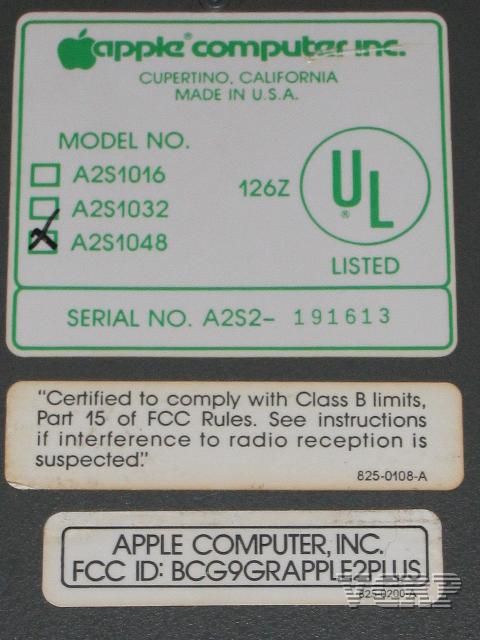 apple computer inc.
CUPERTINO, CALIFORNIA
MADE IN U.S.A.
MODEL NO.
A2S1016
A2S1032
A2S1048
126Z
UL
®
LISTED
SERIAL NO. A2S2- 191613
"Certified to comply with Class B limits,
Part 15 of FCC Rules. See instructions
if interference to radio reception is
suspected."
825-0108-A
APPLE COMPUTER, INC.
FCC ID: BCG9GRAPPLE2PLUS
825-0200-A